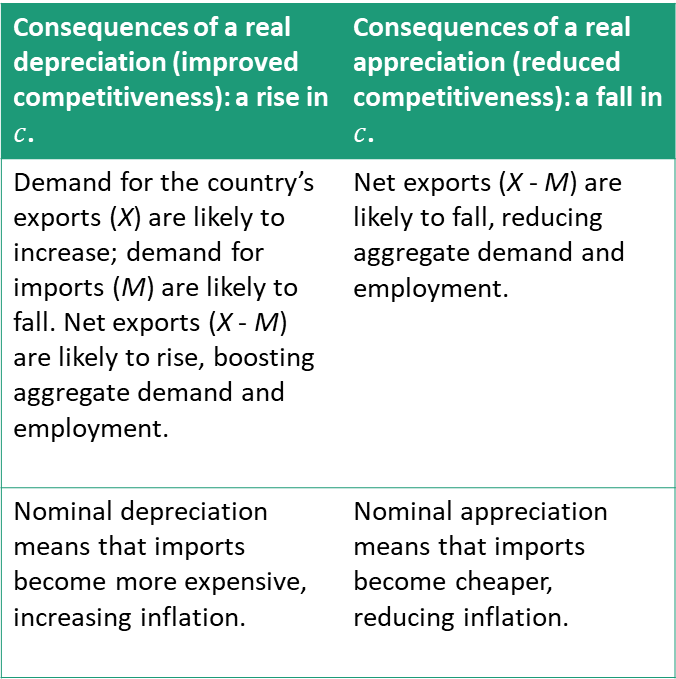 Consequences of a real
depreciation (improved
competitiveness): a rise in
c.
Consequences of a real
appreciation (reduced
competitiveness): a fall in
c.
Demand for the country’s
exports (X) are likely to
increase; demand for
imports (M) are likely to
fall. Net exports (X - M)
are likely to rise, boosting
aggregate demand and
employment.
Net exports (X - M) are
likely to fall, reducing
aggregate demand and
employment.
Nominal depreciation
means that imports
become more expensive,
increasing inflation.
Nominal appreciation
means that imports
become cheaper,
reducing inflation.